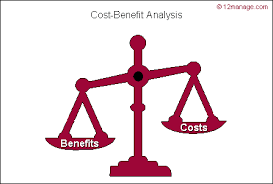 © 12manage.com
Cost-Benefit Analysis
Benefits
Costs